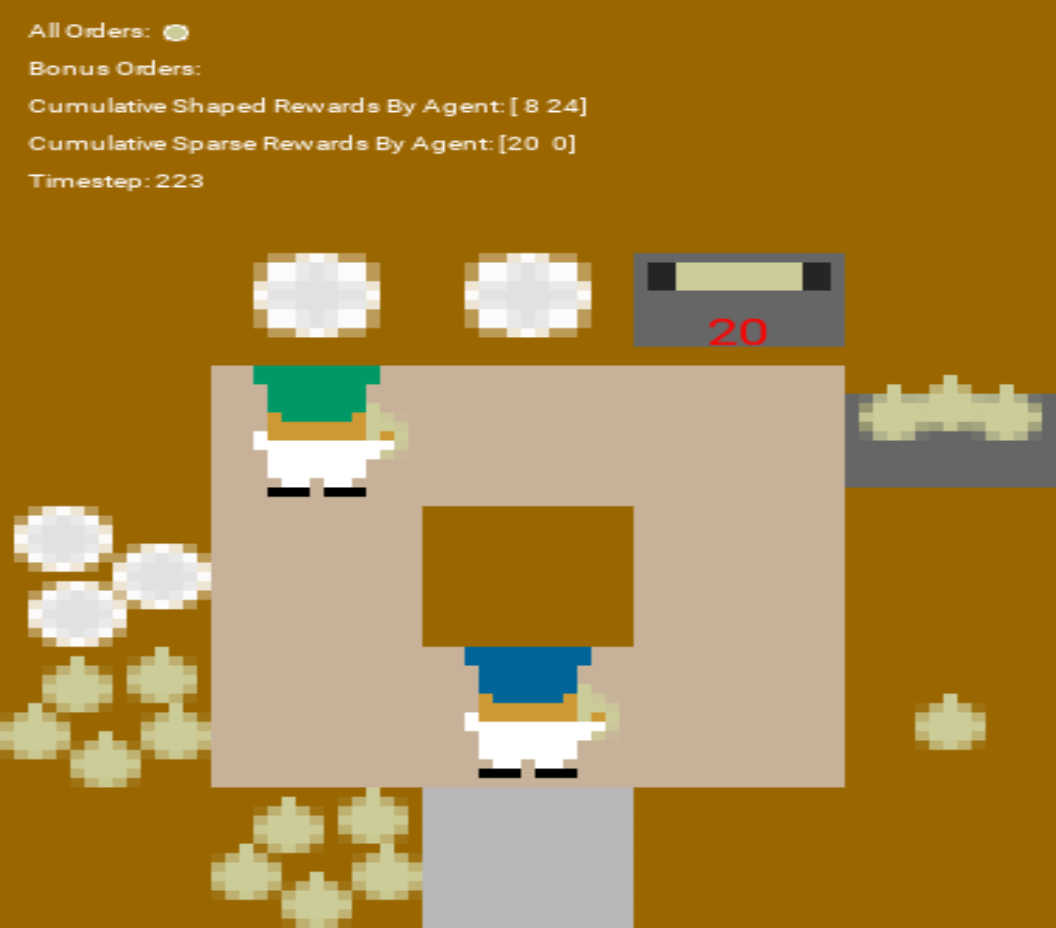 All Orders:
Bonus Orders:
Cumulative Shaped Rewards By Agent: [ 8 24]
Cumulative Sparse Rewards By Agent: [20  0]
Timestep: 223
20